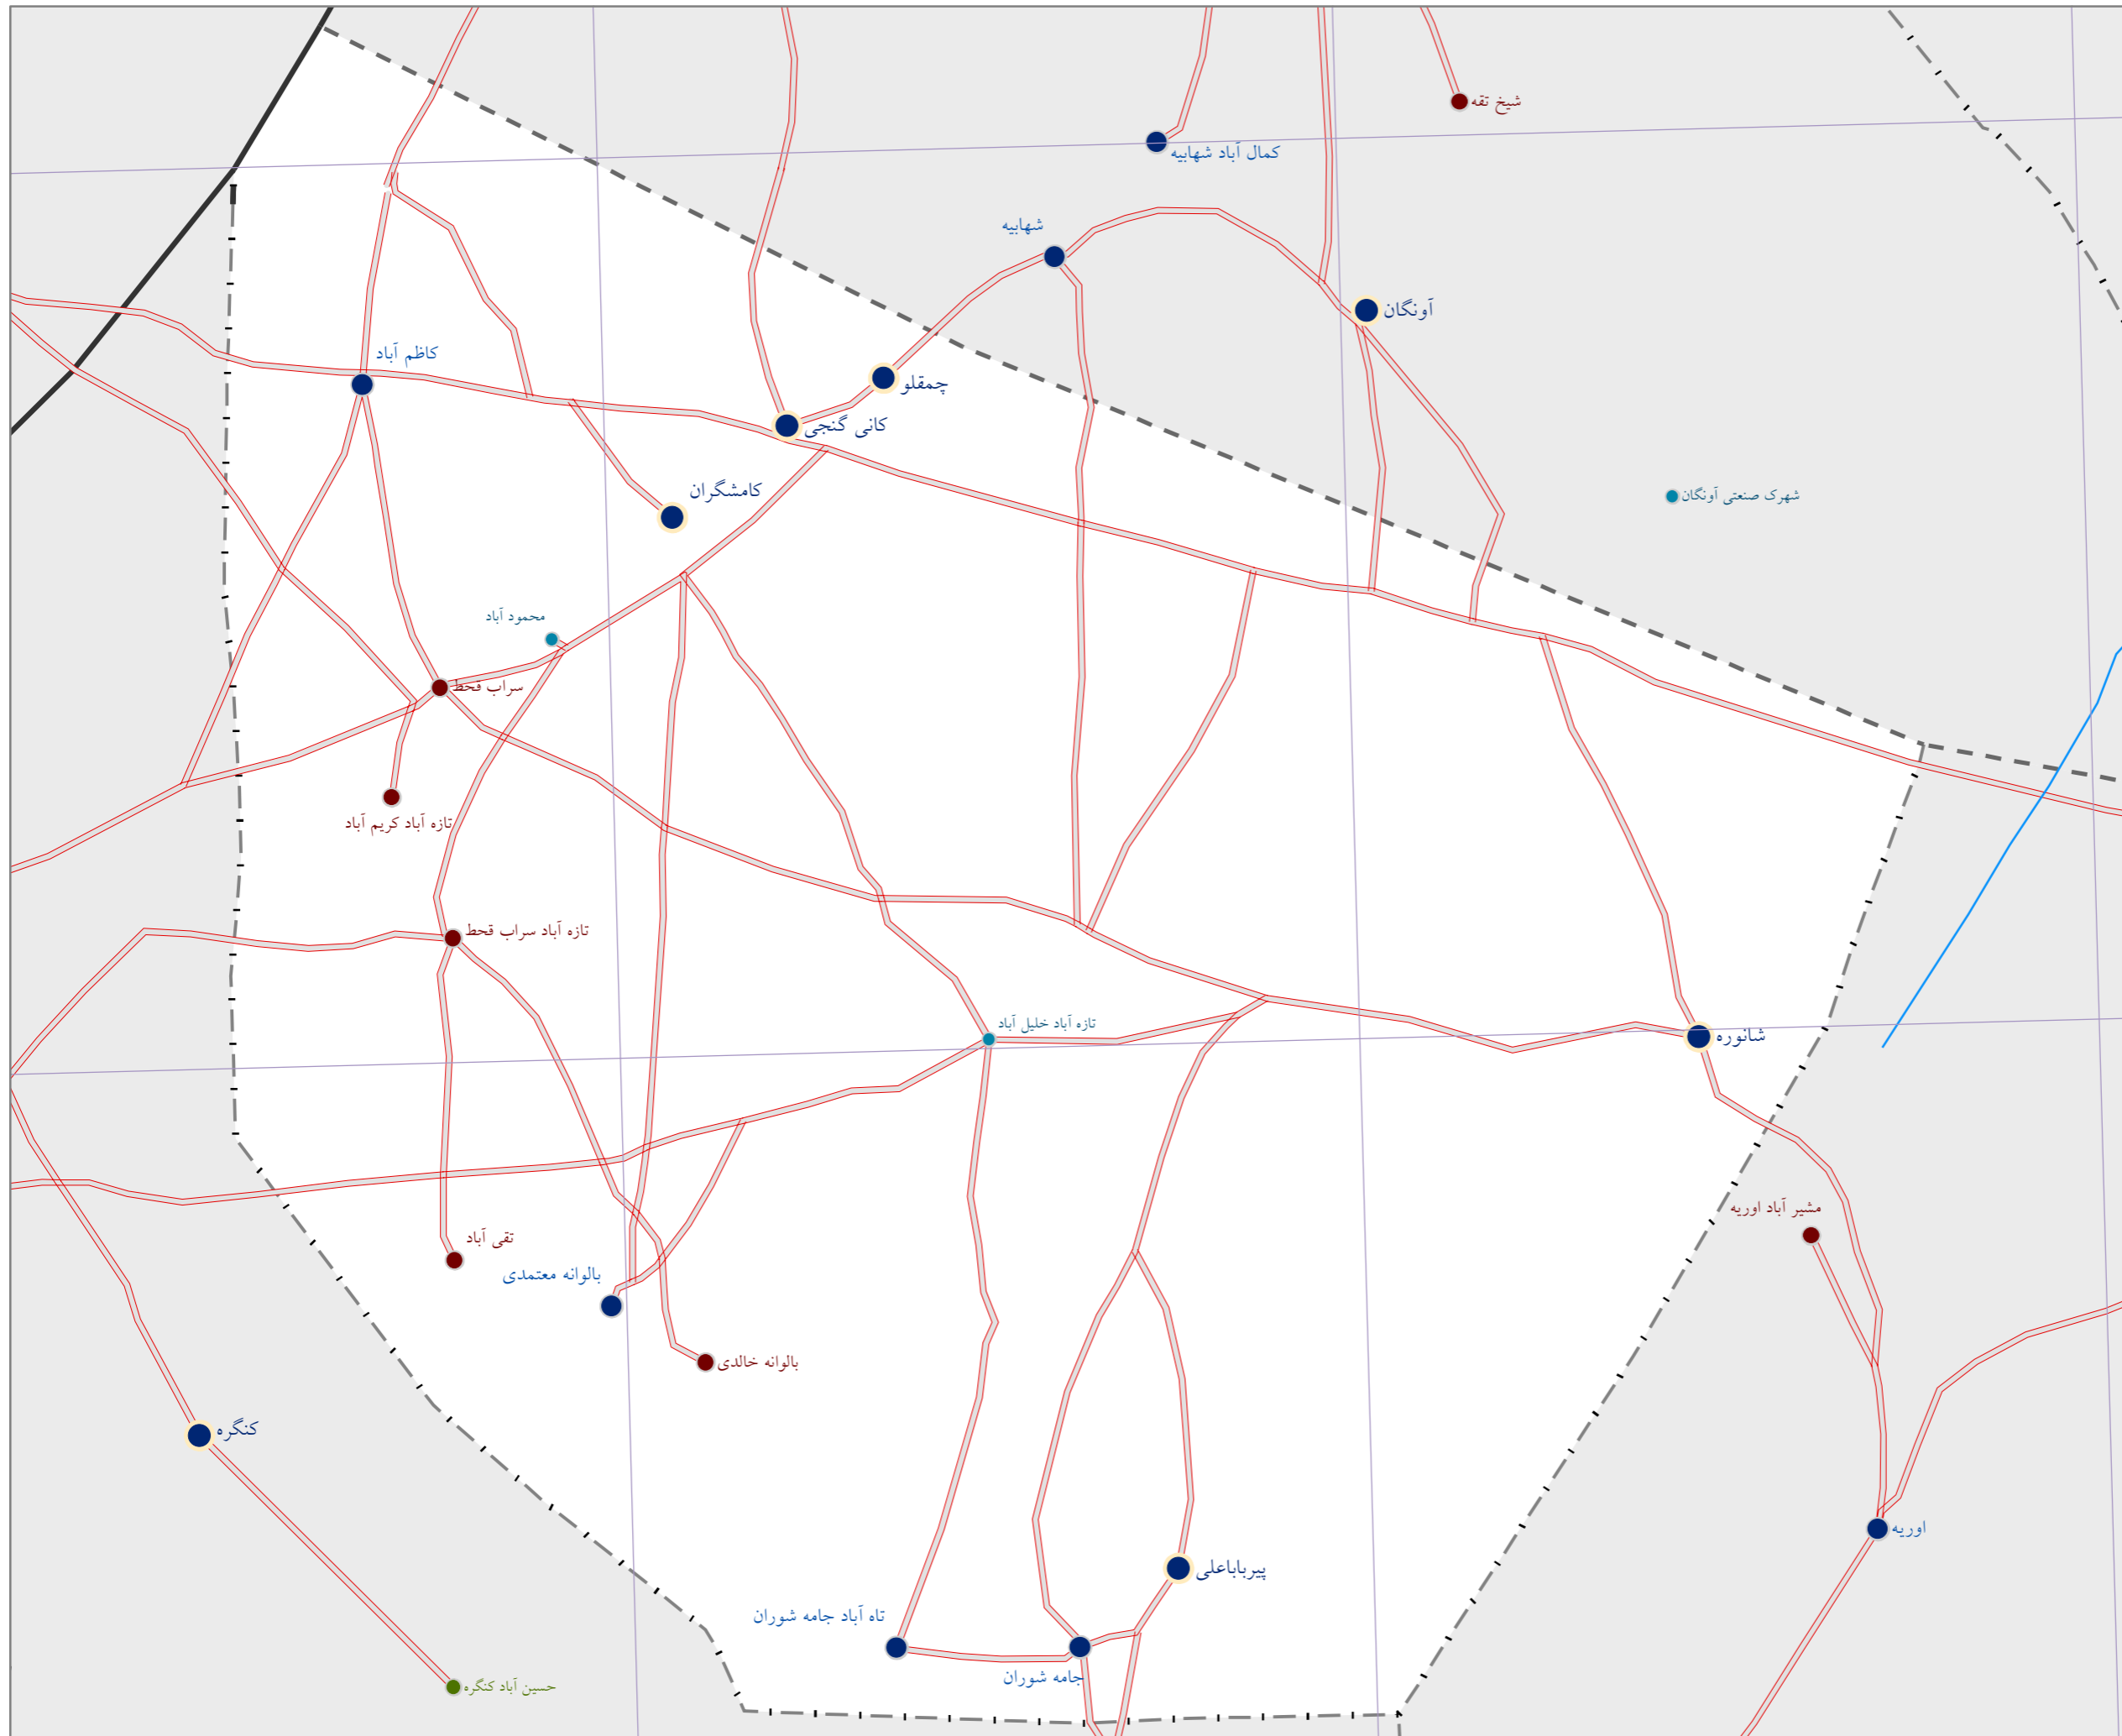 شیخ تقه
کمال آباد شهابیه
شهابیه
آونگان
کاظم آباد
چمقلو
کانی گنجی
کامشگران
شهرک صنعتی آونگان
محمود آباد
سراب قحط
تازه آباد کریم آباد
تازه آباد سراب قحط
تازه آباد خلیل آباد
شانوره
مشیر آباد اوریه
تقی آباد
بالوانه معتمدی
بالوانه خالدی
کنگره
اوریه
پیرباباعلی
تاه آباد جامه شوران
جامه شوران
حسین آباد کنگره